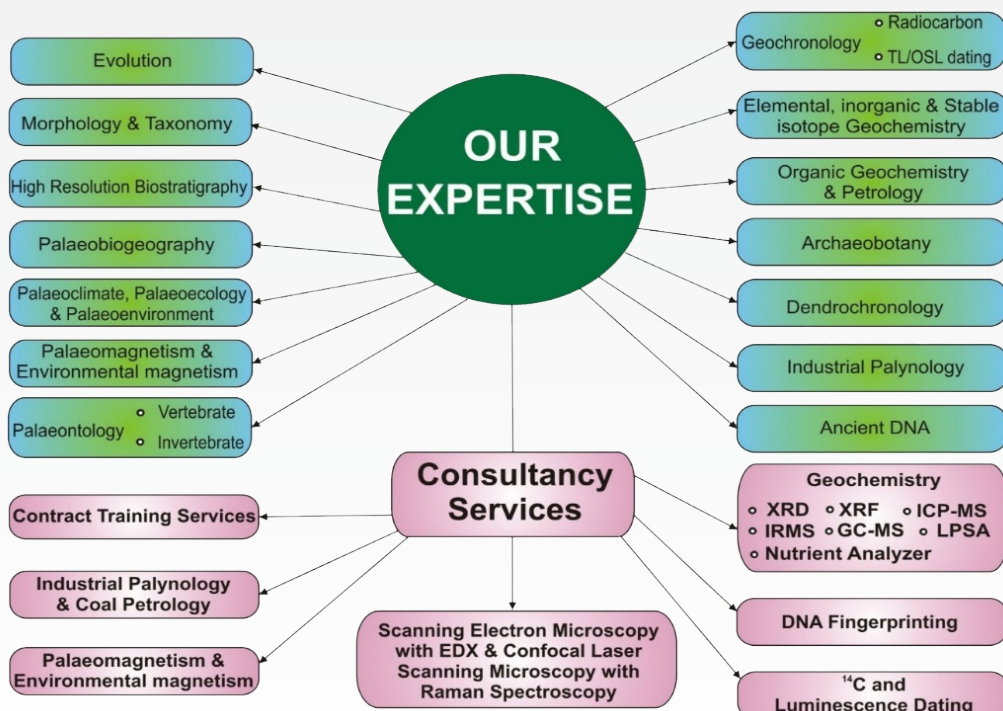 OUR
EXPERTISE
Evolution
Morphology & Taxonomy
High Resolution Biostratigraphy
Palaeobiogeography
Palaeoclimate, Palaeoecology
& Palaeoenvironment
Palaeomagnetism &
Environmental magnetism
Palaeontology
Vertebrate
Invertebrate
Geochronology
Radiocarbon
TL/OSL dating
Elemental, inorganic & Stable
isotope Geochemistry
Organic Geochemistry
& Petrology
Archaeobotany
Dendrochronology
Industrial Palynology
Ancient DNA
Consultancy
Services
Contract Training Services
Industrial Palynology
& Coal Petrology
Palaeomagnetism &
Environmental magnetism
Scanning Electron Microscopy
with EDX & Confocal Laser
Scanning Microscopy with
Raman Spectroscopy
Geochemistry
XRD XRF ICP-MS
IRMS GC-MS LPSA
Nutrient Analyzer
DNA Fingerprinting
¹⁴C and
Luminescence Dating